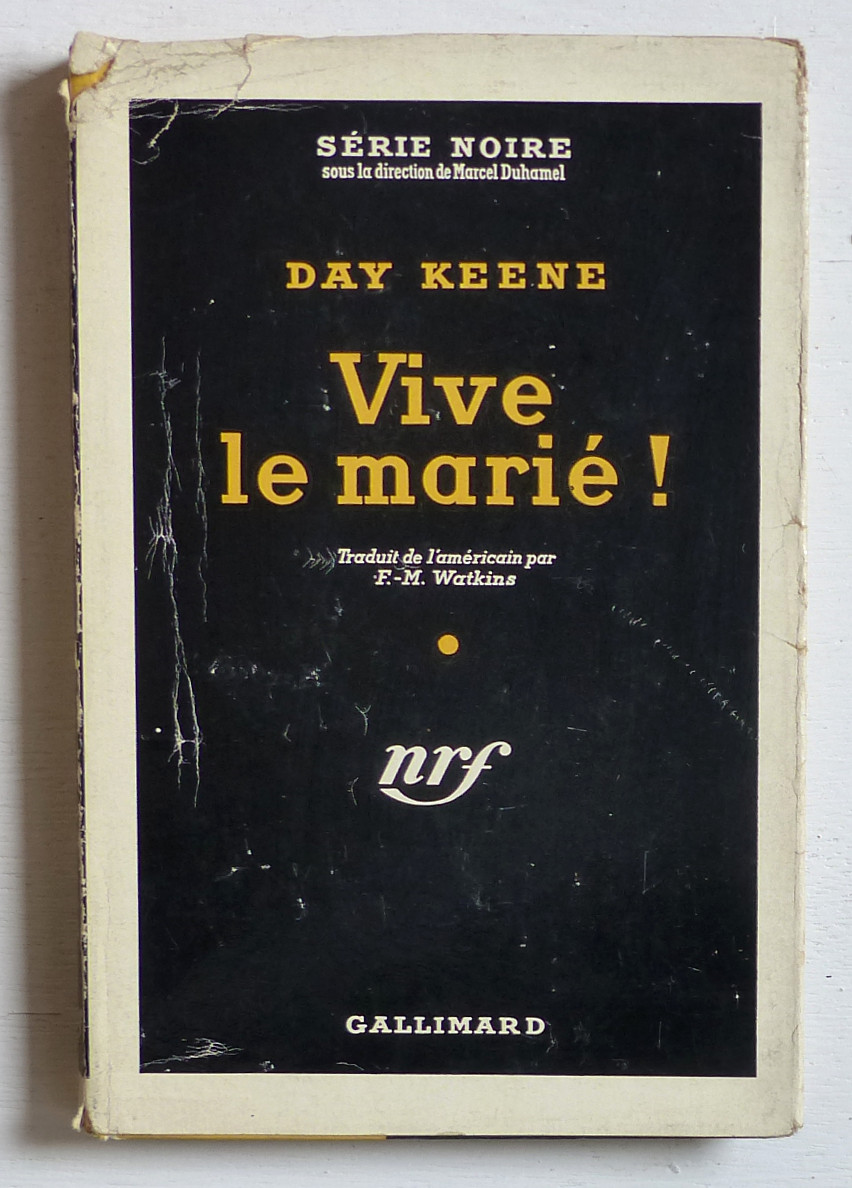 SÉRIE NOIRE
sous la direction de Marcel Duhamel
DAY KEENE
Vive
le marié !
Traduit de l'américain par
F.-M. Watkins
nrf
GALLIMARD